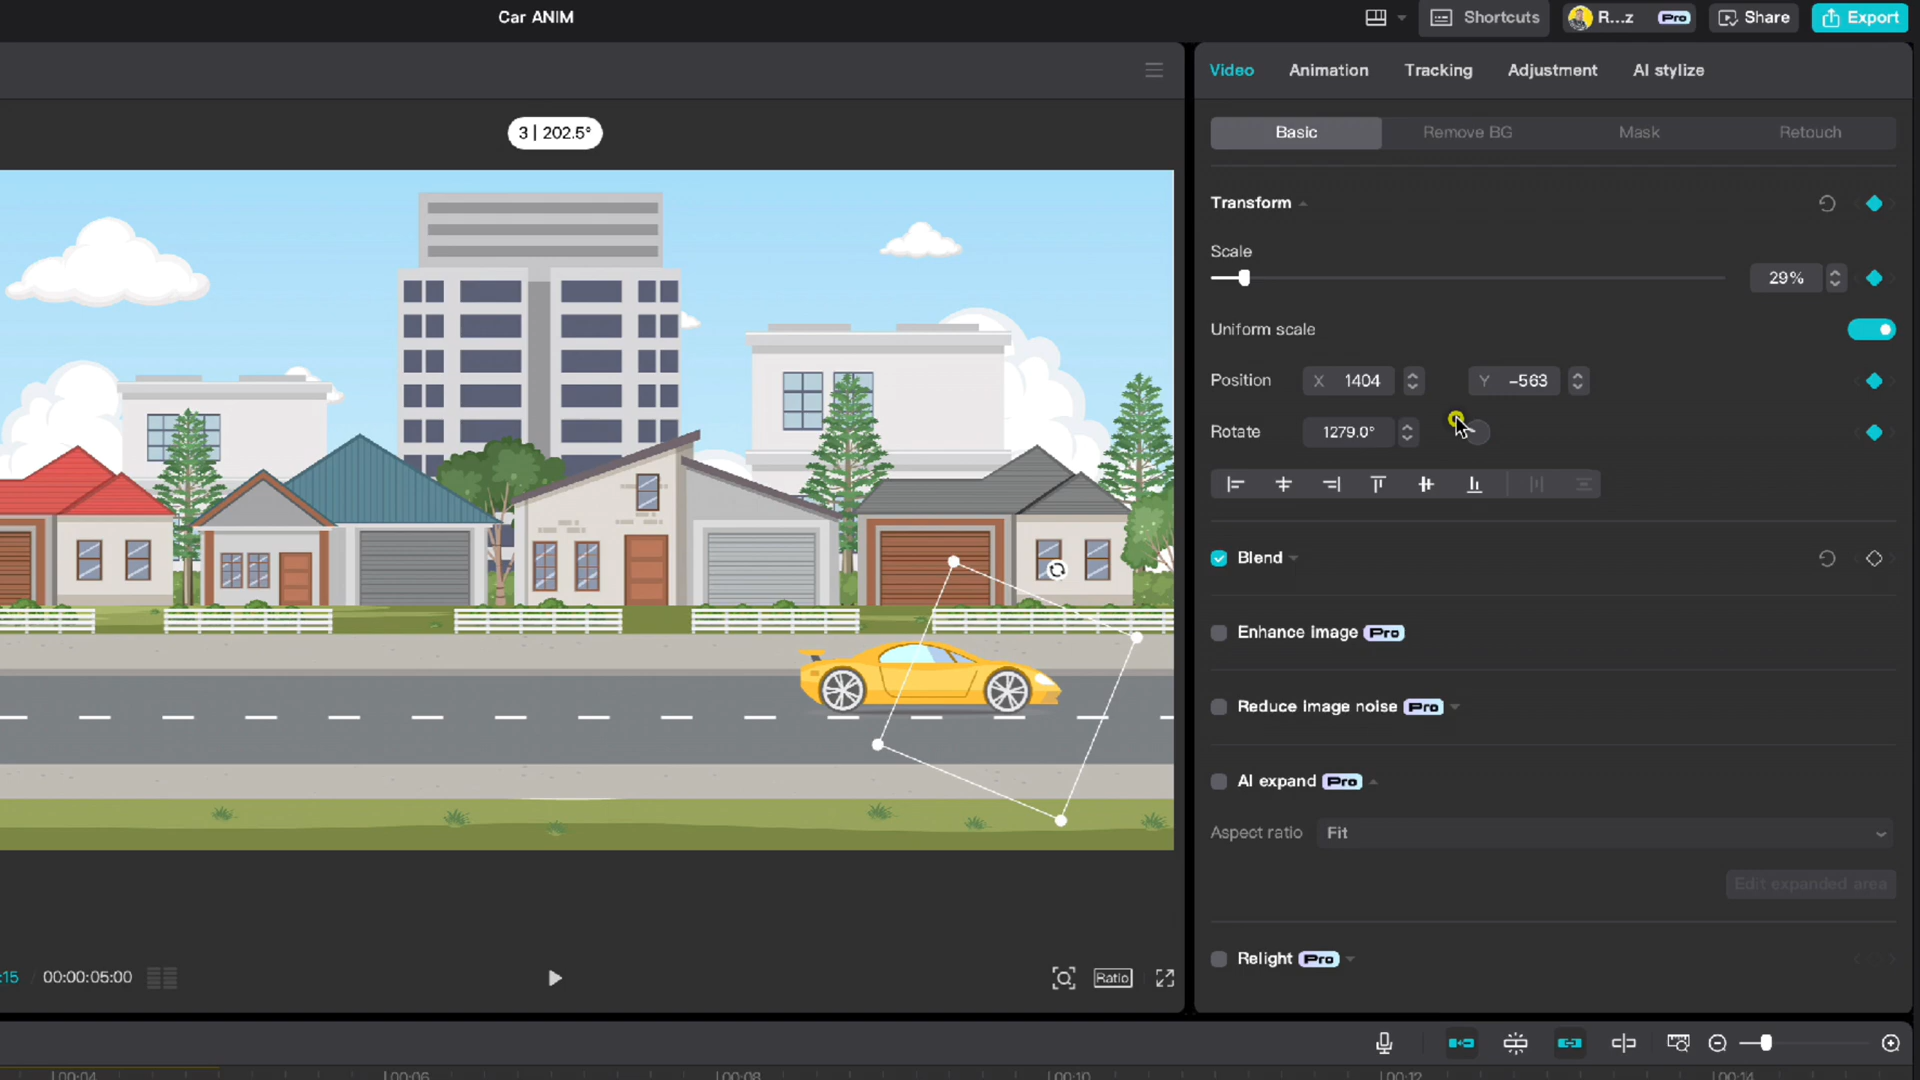 Car ANIM
Shortcuts
R...z
Pro
Share
Export
Video
Animation
Tracking
Adjustment
AI stylize
3 | 202.5°
Basic
Remove BG
Mask
Retouch
Transform
Scale
29%
Uniform scale
Position
X 1404
Y -563
Rotate
1279.0°
Blend
Enhance image Pro
Reduce image noise Pro
AI expand Pro
Aspect ratio
Fit
Edit expanded area
Relight Pro
:15 / 00:00:05:00
Ratio
00:04
00:06
00:08
00:10
00:12
00:14